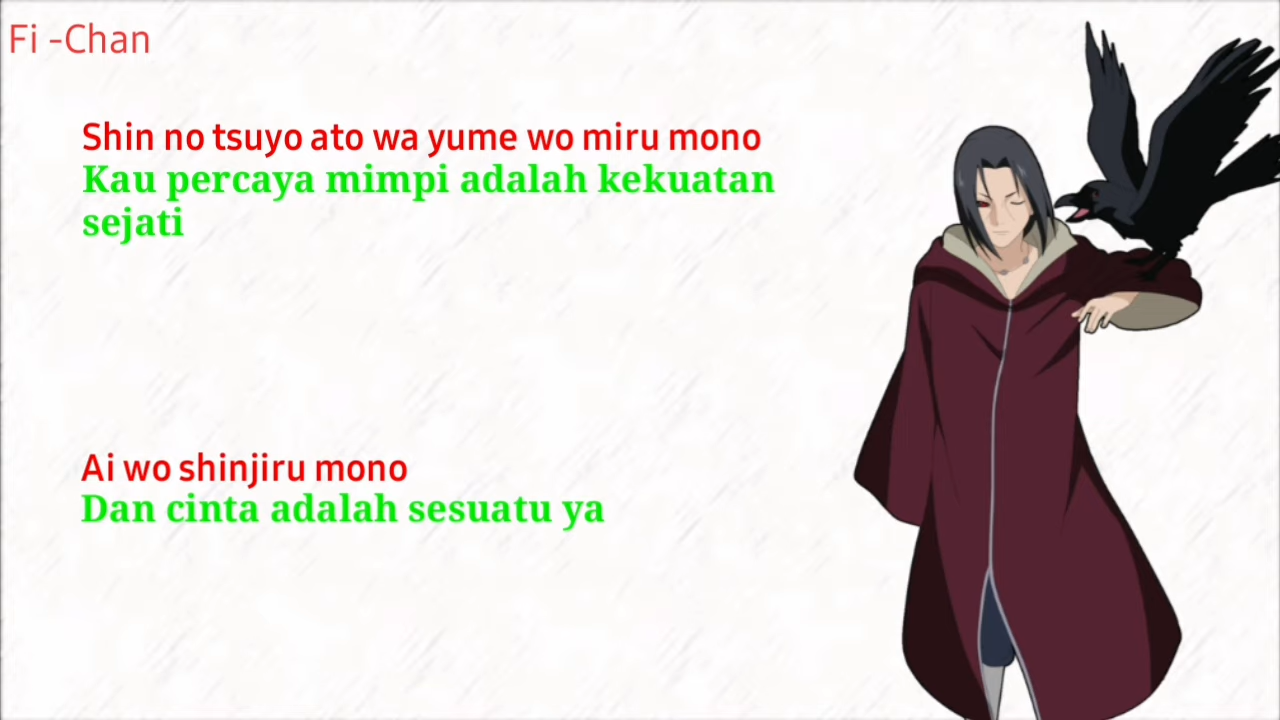 Fi -Chan
Shin no tsuyo ato wa yume wo miru mono
Kau percaya mimpi adalah kekuatan
sejati
Ai wo shinjiru mono
Dan cinta adalah sesuatu ya